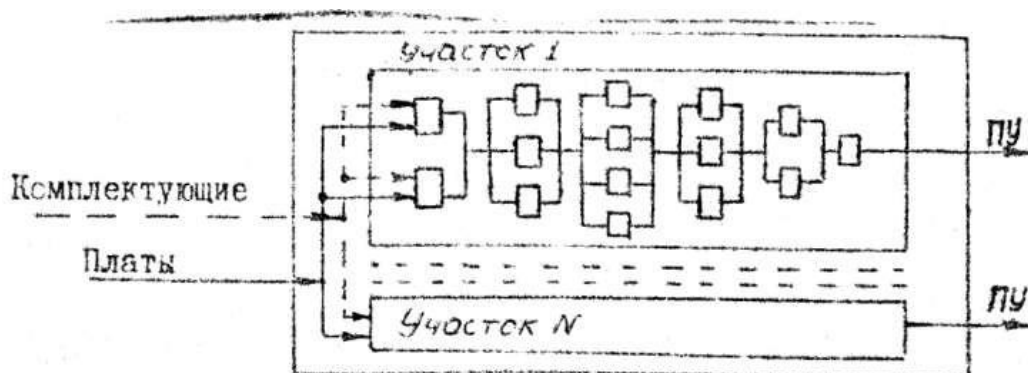 Участок 1
ПУ
Комплектующие
Платы
ПУ
Участок N